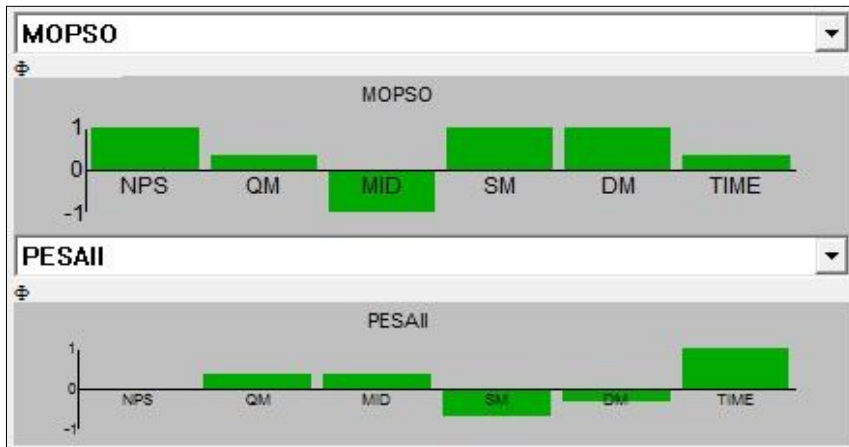 MOPSO
Φ
MOPSO
1
0
NPS QM MID SM DM TIME
-1
PESAII
Φ
PESAII
1
0
NPS QM MID SM DM TIME
-1